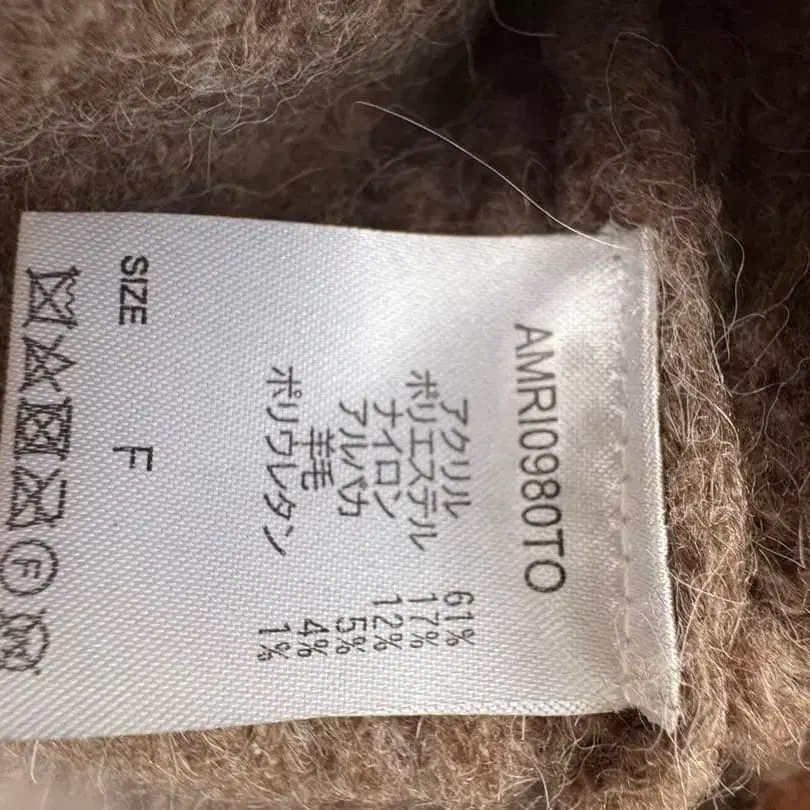 AMRI0980TO
アクリル 61%
ポリエステル 17%
ナイロン 12%
アルパカ 5%
羊毛 4%
ポリウレタン 1%
SIZE F
F